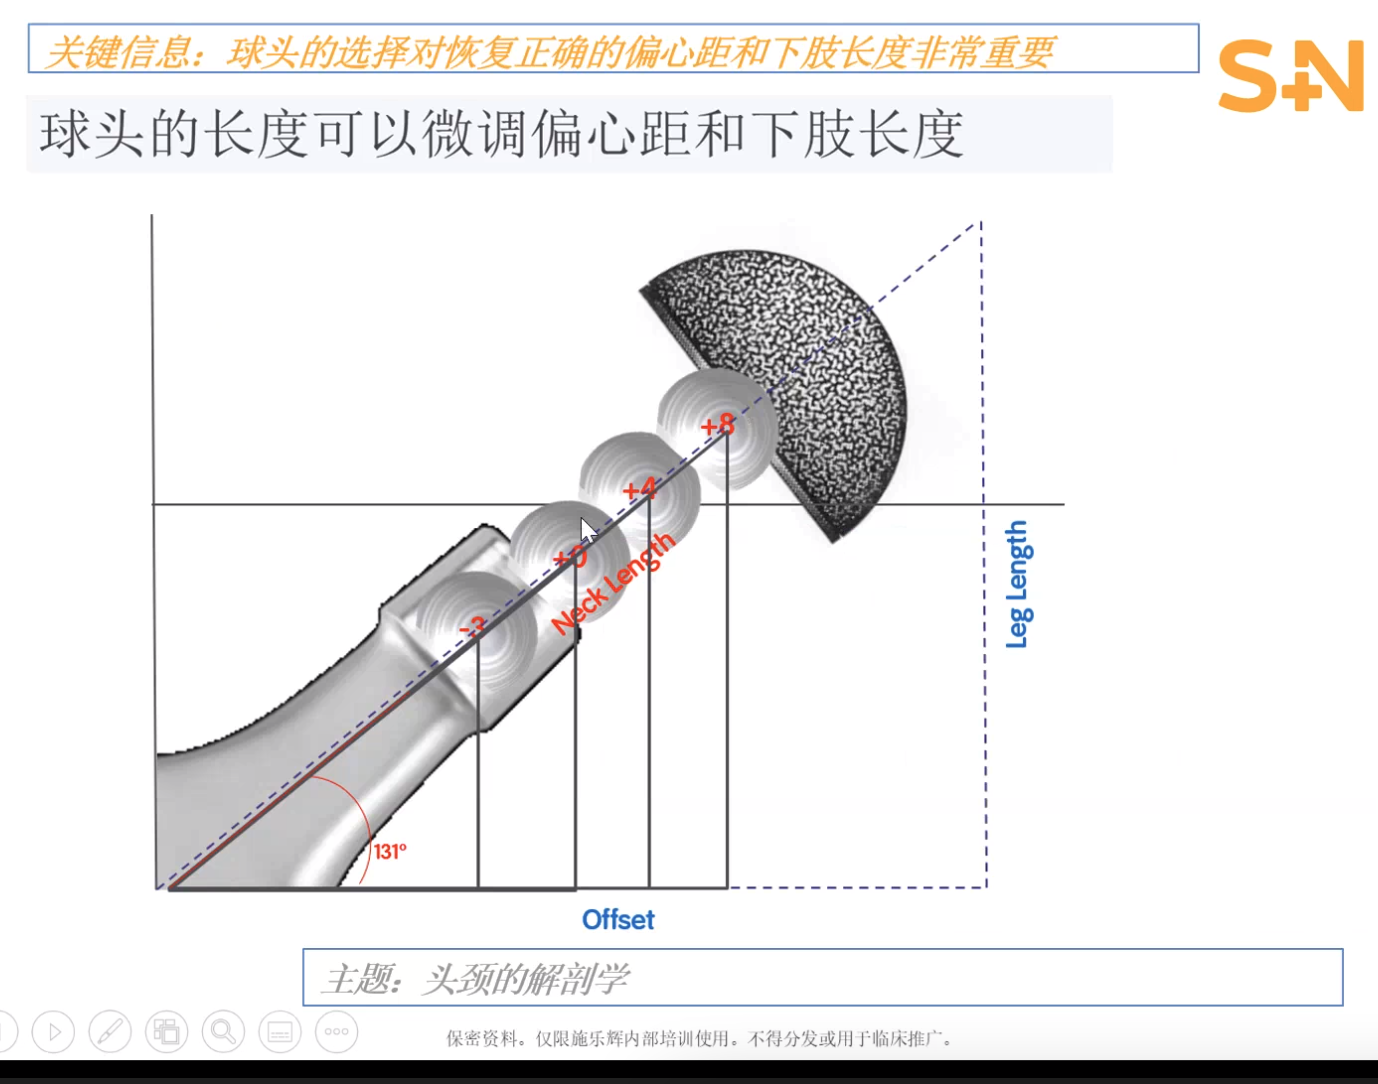 关键信息：球头的选择对恢复正确的偏心距和下肢长度非常重要
S+N
球头的长度可以微调偏心距和下肢长度
+8
+4
+0
Neck Length
-3
Leg Length
131°
Offset
主题：头颈的解剖学
保密资料。仅限施乐辉内部培训使用。不得分发或用于临床推广。